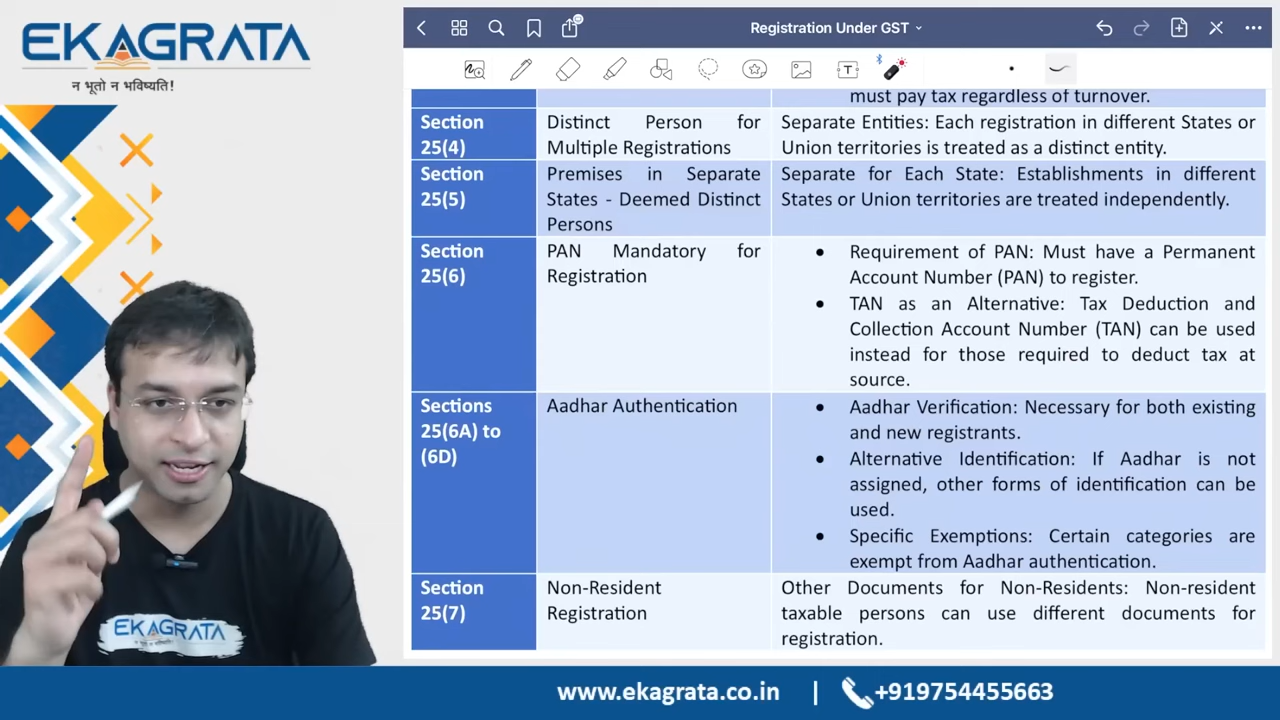 EKAGRATA
न भूतो न भविष्यति!
Registration Under GST
T
must pay tax regardless of turnover.
Section
25(4)
Distinct Person for
Multiple Registrations
Separate Entities: Each registration in different States or
Union territories is treated as a distinct entity.
Section
25(5)
Premises in Separate
States - Deemed Distinct
Persons
Separate for Each State: Establishments in different
States or Union territories are treated independently.
Section
25(6)
PAN Mandatory for
Registration
• Requirement of PAN: Must have a Permanent
Account Number (PAN) to register.
• TAN as an Alternative: Tax Deduction and
Collection Account Number (TAN) can be used
instead for those required to deduct tax at
source.
Sections
25(6A) to
(6D)
Aadhar Authentication
• Aadhar Verification: Necessary for both existing
and new registrants.
• Alternative Identification: If Aadhar is not
assigned, other forms of identification can be
used.
• Specific Exemptions: Certain categories are
exempt from Aadhar authentication.
Section
25(7)
Non-Resident
Registration
Other Documents for Non-Residents: Non-resident
taxable persons can use different documents for
registration.
EKAGRATA
www.ekagrata.co.in | +919754455663